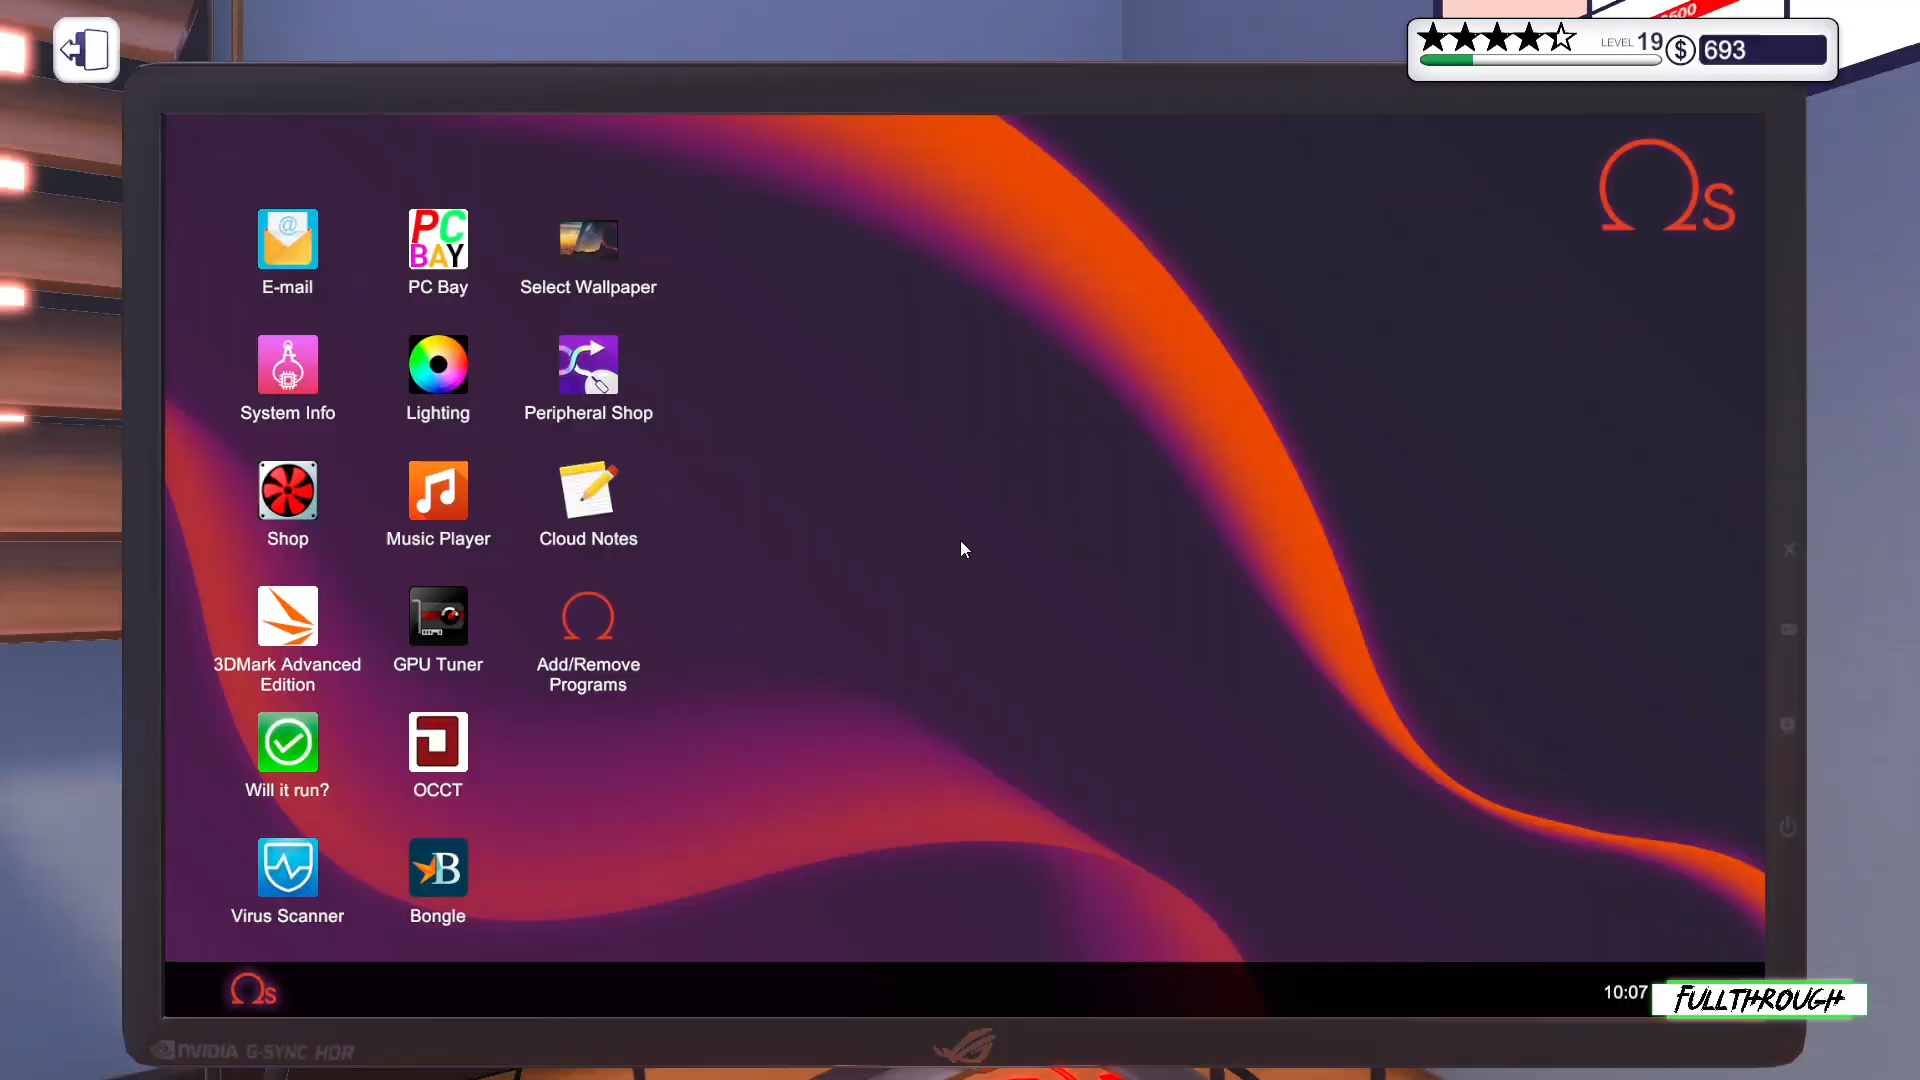 $500
LEVEL 19
$ 693
Ωs
E-mail
PC BAY
PC Bay
Select Wallpaper
System Info
Lighting
Peripheral Shop
Shop
Music Player
Cloud Notes
3DMark Advanced
Edition
GPU Tuner
Add/Remove
Programs
Will it run?
OCCT
Virus Scanner
B
Bongle
Ωs
10:07
FULLTHROUGH
NVIDIA G-SYNC HDR